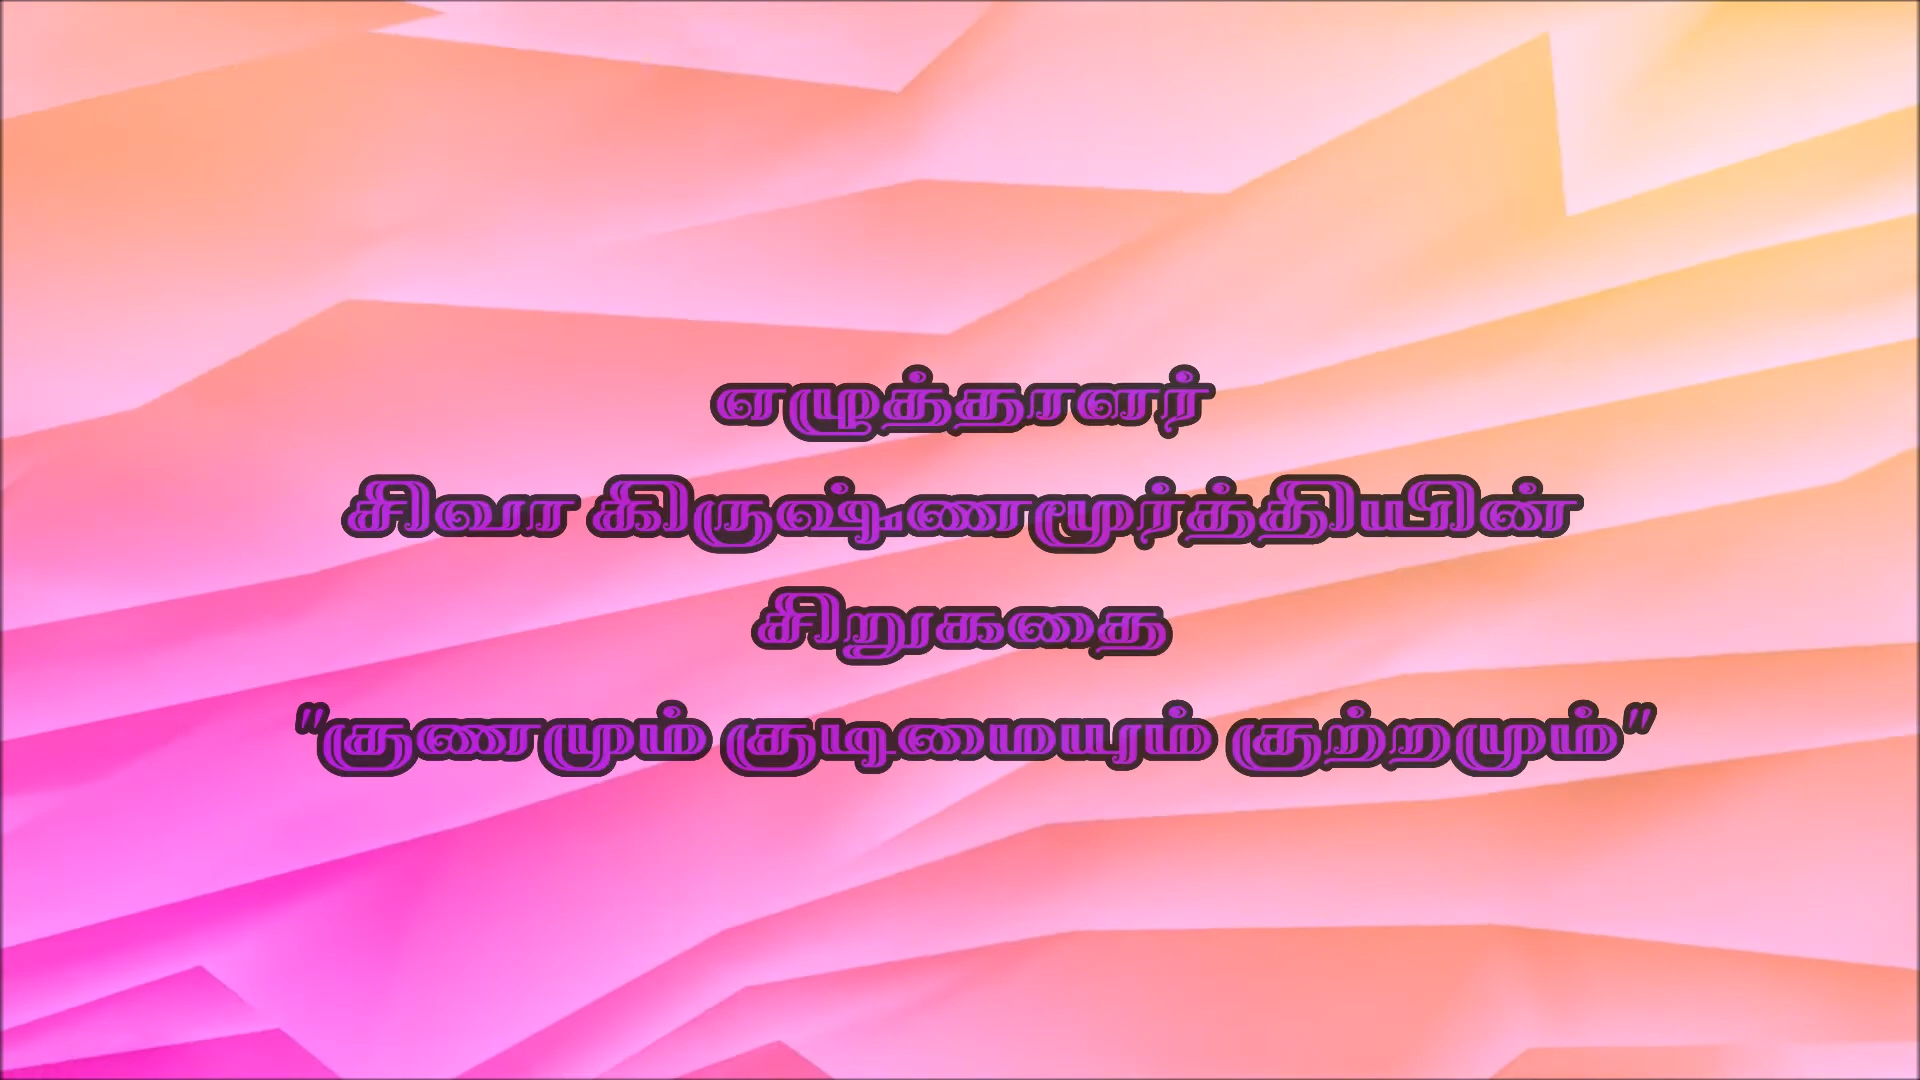 எழுத்தாளர்
சிவா கிருஷ்ணமூர்த்தியின்
சிறுகதை
"குணமும் குடிமையும் குற்றமும்"